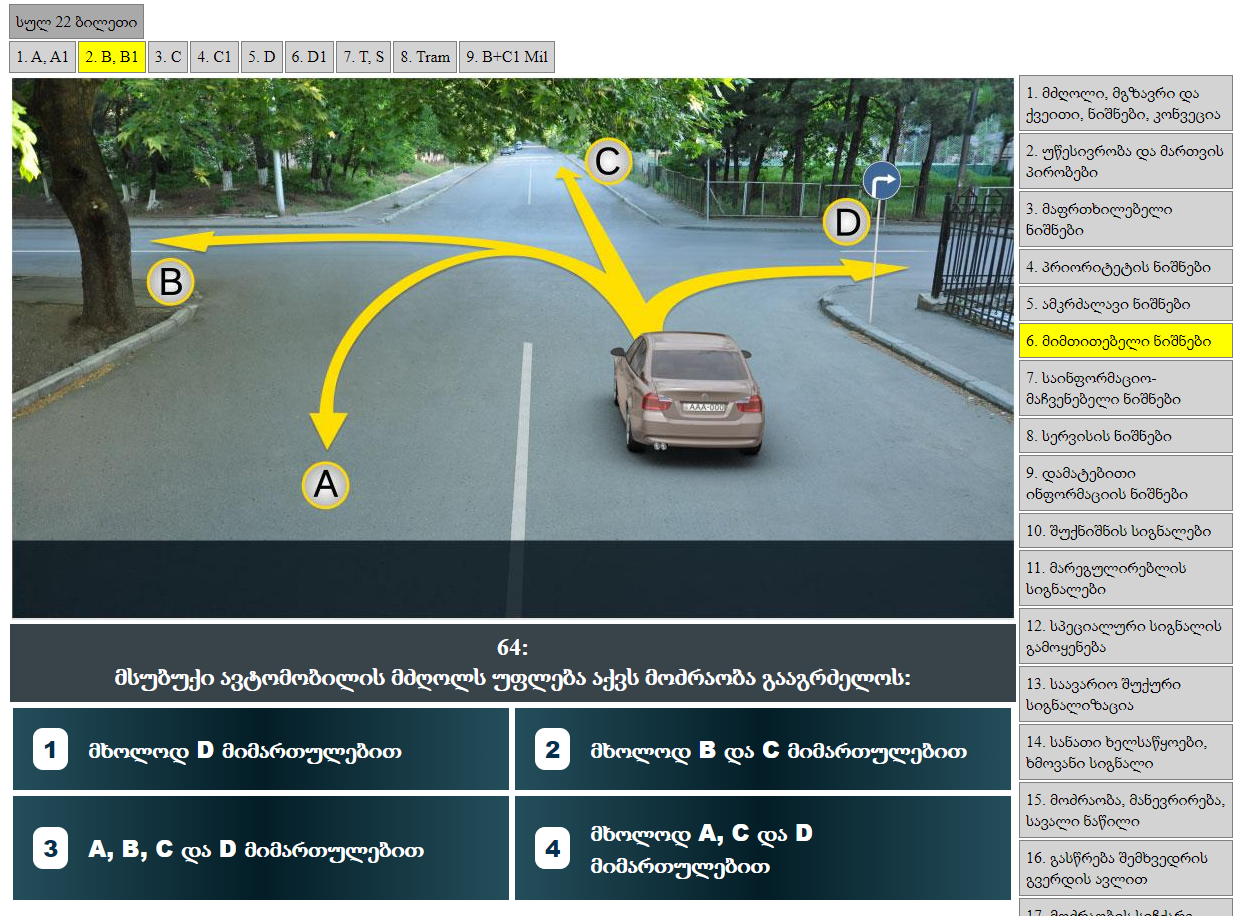 სულ 22 ბილეთი
1. A, A1
2. B, B1
3. C
4. C1
5. D
6. D1
7. T, S
8. Tram
9. B+C1 Mil
C
D
B
A
AAA-000
64:
მსუბუქი ავტომობილის მძღოლს უფლება აქვს მოძრაობა გააგრძელოს:
1 მხოლოდ D მიმართულებით
2 მხოლოდ B და C მიმართულებით
3 A, B, C და D მიმართულებით
4 მხოლოდ A, C და D
მიმართულებით
1. მძღოლი, მგზავრი და
ქვეითი, ნიშნები, კონვეცია
2. უწესივრობა და მართვის
პირობები
3. მაფრთხილებელი
ნიშნები
4. პრიორიტეტის ნიშნები
5. ამკრძალავი ნიშნები
6. მიმთითებელი ნიშნები
7. საინფორმაციო-
მაჩვენებელი ნიშნები
8. სერვისის ნიშნები
9. დამატებითი
ინფორმაციის ნიშნები
10. შუქნიშნის სიგნალები
11. მარეგულირებლის
სიგნალები
12. სპეციალური სიგნალის
გამოყენება
13. საავარიო შუქური
სიგნალიზაცია
14. სანათი ხელსაწყოები,
ხმოვანი სიგნალი
15. მოძრაობა, მანევრირება,
სავალი ნაწილი
16. გასწრება შემხვედრის
გვერდის ავლით
17. მოძრაობის სიჩქარე